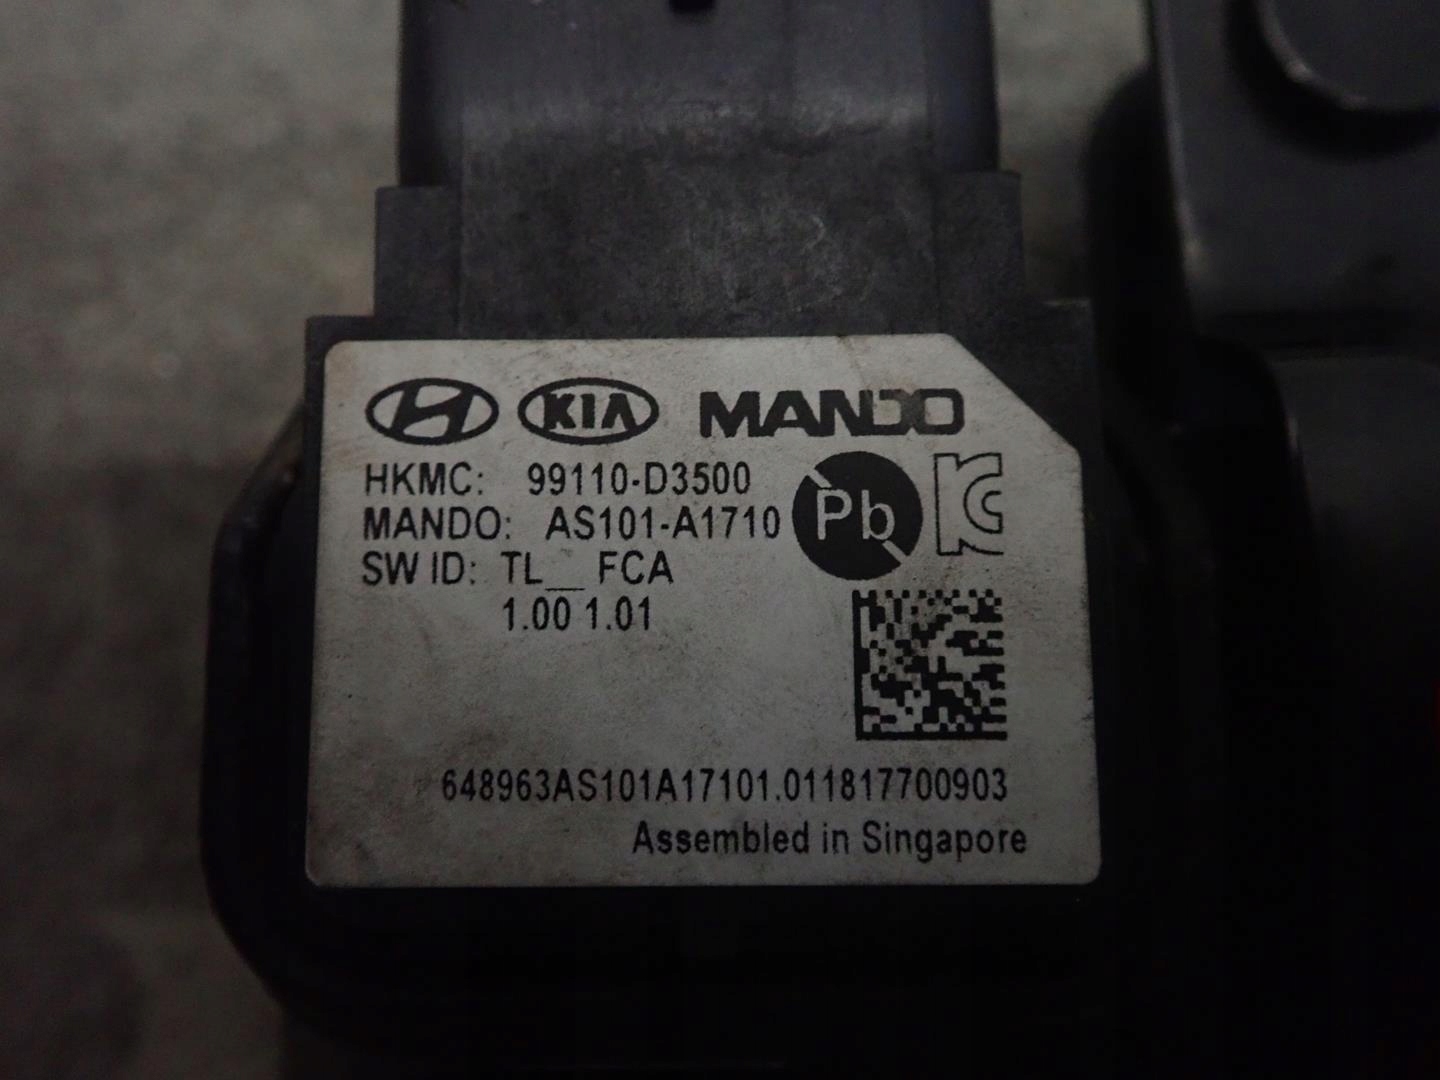 KIA MANDO
HKMC: 99110-D3500
MANDO: AS101-A1710
Pb
SW ID: TL__FCA
1.00 1.01
648963AS101A17101.011817700903
Assembled in Singapore